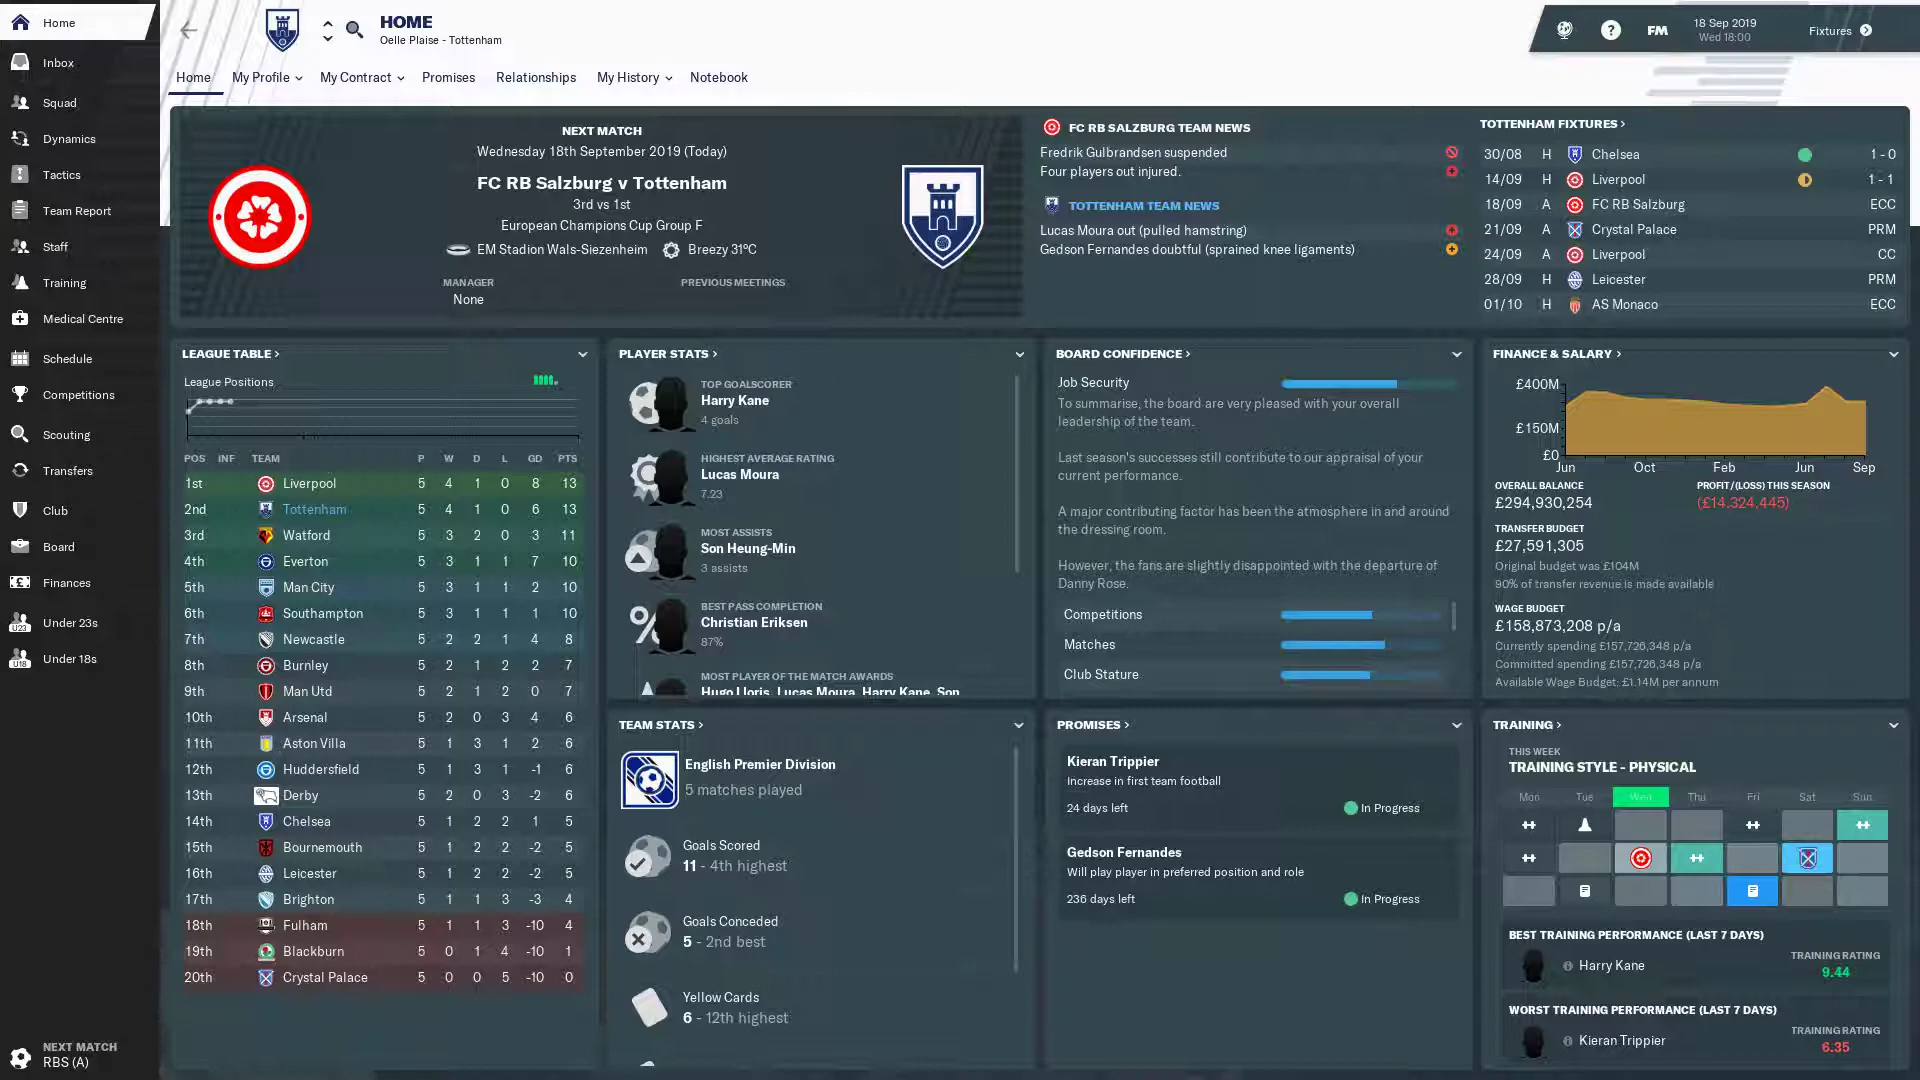 Home
Inbox
Squad
Dynamics
Tactics
Team Report
Staff
Training
Medical Centre
Schedule
Competitions
Scouting
Transfers
Club
Board
Finances
Under 23s
Under 18s
NEXT MATCH
RBS (A)
HOME
Oelle Plaise - Tottenham
FM
18 Sep 2019
Wed 18:00
Fixtures
Home My Profile My Contract Promises Relationships My History Notebook
NEXT MATCH
Wednesday 18th September 2019 (Today)
FC RB Salzburg v Tottenham
3rd vs 1st
European Champions Cup Group F
EM Stadion Wals-Siezenheim Breezy 31ºC
MANAGER
None
PREVIOUS MEETINGS
FC RB SALZBURG TEAM NEWS
Fredrik Gulbrandsen suspended
Four players out injured.
TOTTENHAM TEAM NEWS
Lucas Moura out (pulled hamstring)
Gedson Fernandes doubtful (sprained knee ligaments)
TOTTENHAM FIXTURES >
30/08 H Chelsea 1 - 0
14/09 H Liverpool 1 - 1
18/09 A FC RB Salzburg ECC
21/09 A Crystal Palace PRM
24/09 A Liverpool CC
28/09 H Leicester PRM
01/10 H AS Monaco ECC
LEAGUE TABLE >
League Positions
POS INF TEAM P W D L GD PTS
1st Liverpool 5 4 1 0 8 13
2nd Tottenham 5 4 1 0 6 13
3rd Watford 5 3 2 0 3 11
4th Everton 5 3 1 1 7 10
5th Man City 5 3 1 1 2 10
6th Southampton 5 3 1 1 1 10
7th Newcastle 5 2 2 1 4 8
8th Burnley 5 2 1 2 2 7
9th Man Utd 5 2 1 2 0 7
10th Arsenal 5 2 0 3 4 6
11th Aston Villa 5 1 3 1 2 6
12th Huddersfield 5 1 3 1 -1 6
13th Derby 5 2 0 3 -2 6
14th Chelsea 5 1 2 2 1 5
15th Bournemouth 5 1 2 2 -2 5
16th Leicester 5 1 2 2 -2 5
17th Brighton 5 1 1 3 -3 4
18th Fulham 5 1 1 3 -10 4
19th Blackburn 5 0 1 4 -10 1
20th Crystal Palace 5 0 0 5 -10 0
PLAYER STATS >
TOP GOALSCORER
Harry Kane
4 goals
HIGHEST AVERAGE RATING
Lucas Moura
7.23
MOST ASSISTS
Son Heung-Min
3 assists
%
BEST PASS COMPLETION
Christian Eriksen
87%
MOST PLAYER OF THE MATCH AWARDS
Hugo Lloris, Lucas Moura, Harry Kane, Son
TEAM STATS >
English Premier Division
5 matches played
Goals Scored
11 - 4th highest
Goals Conceded
5 - 2nd best
Yellow Cards
6 - 12th highest
BOARD CONFIDENCE >
Job Security
To summarise, the board are very pleased with your overall
leadership of the team.
Last season's successes still contribute to our appraisal of your
current performance.
A major contributing factor has been the atmosphere in and around
the dressing room.
However, the fans are slightly disappointed with the departure of
Danny Rose.
Competitions
Matches
Club Stature
PROMISES >
Kieran Trippier
Increase in first team football
24 days left In Progress
Gedson Fernandes
Will play player in preferred position and role
236 days left In Progress
FINANCE & SALARY >
£400M
£150M
£0
Jun Oct Feb Jun Sep
OVERALL BALANCE
£294,930,254
PROFIT/(LOSS) THIS SEASON
(£14,324,445)
TRANSFER BUDGET
£27,591,305
Original budget was £104M
90% of transfer revenue is made available
WAGE BUDGET
£158,873,208 p/a
Currently spending £157,726,348 p/a
Committed spending £157,726,348 p/a
Available Wage Budget: £1.14M per annum
TRAINING >
THIS WEEK
TRAINING STYLE - PHYSICAL
Mon Tue Wed Thu Fri Sat Sun
BEST TRAINING PERFORMANCE (LAST 7 DAYS)
Harry Kane
TRAINING RATING
9.44
WORST TRAINING PERFORMANCE (LAST 7 DAYS)
Kieran Trippier
TRAINING RATING
6.35